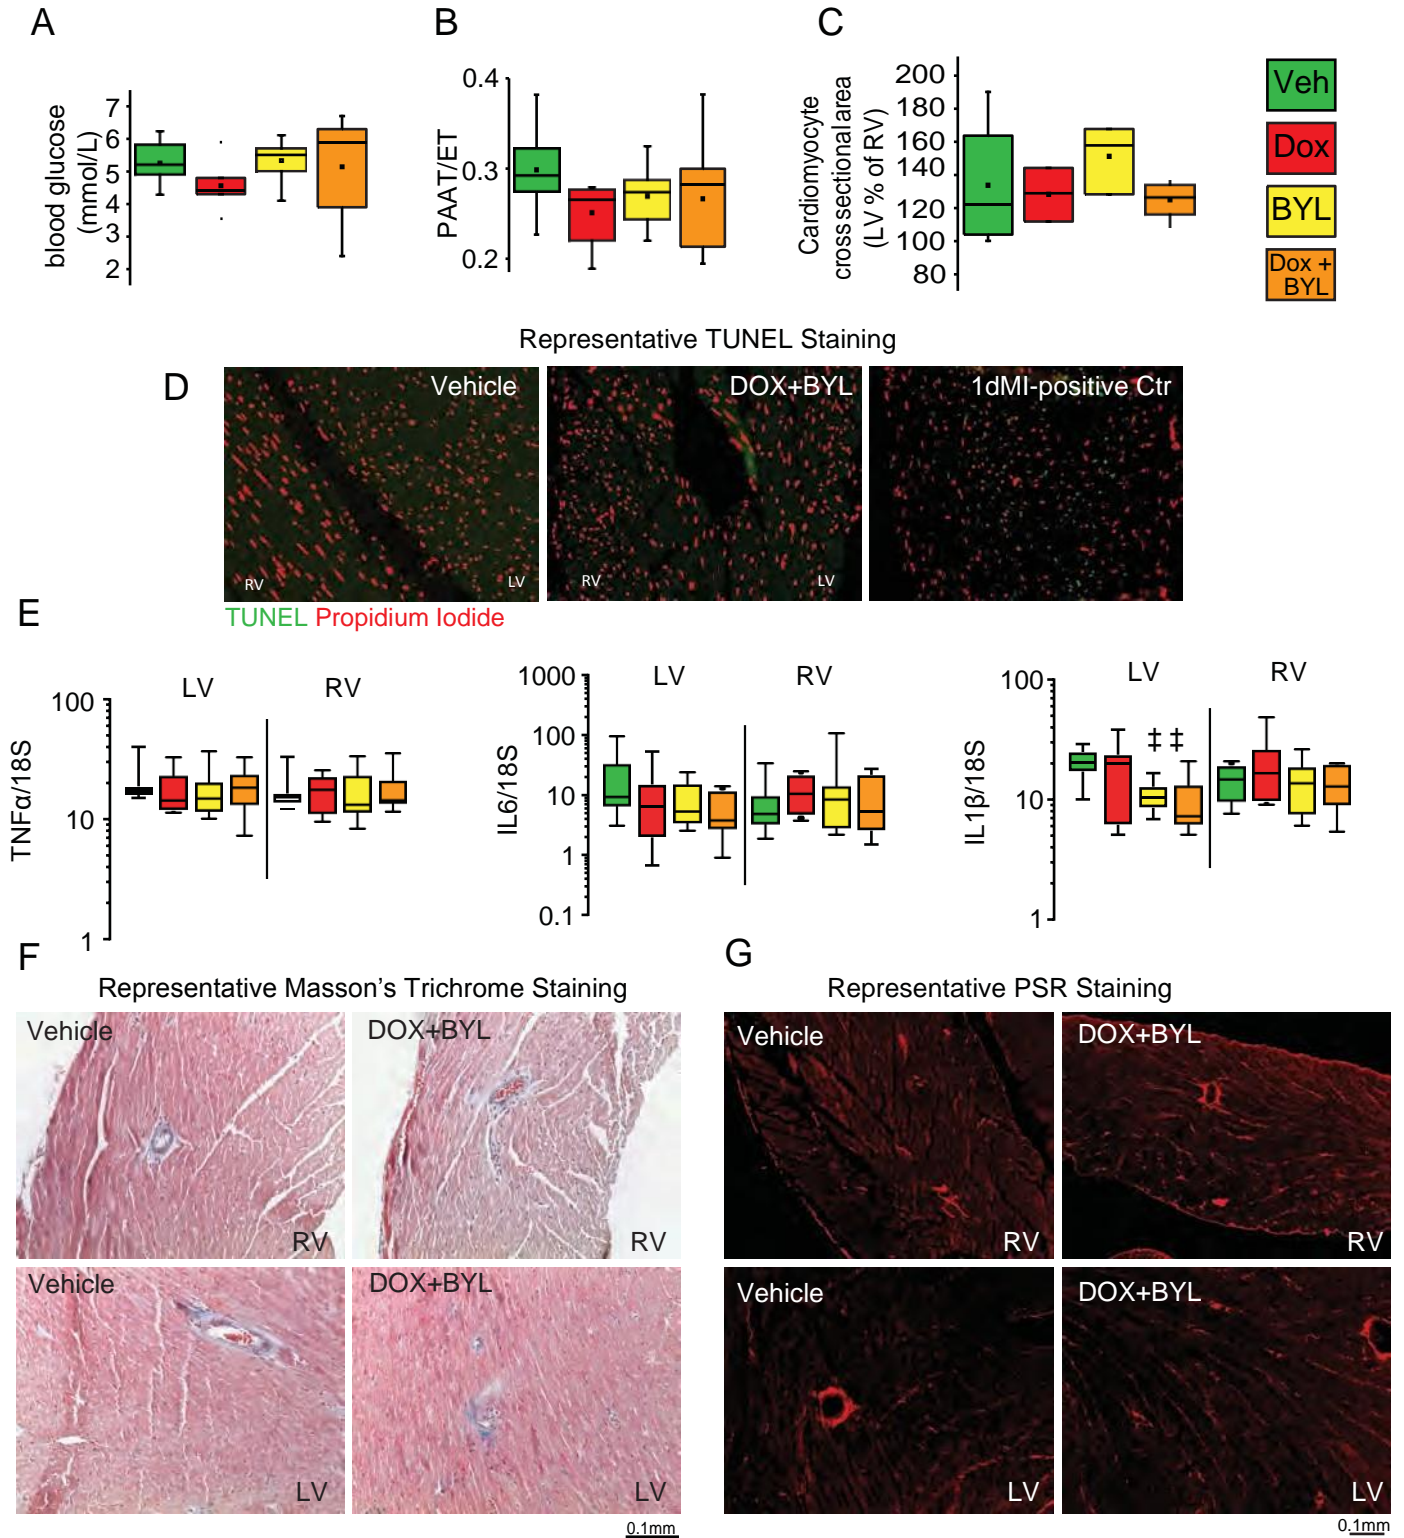 A
B
C
blood glucose
(mmol/L)
7
6
5
4
3
2
PAAT/ET
0.4
0.3
0.2
Cardiomyocyte
cross sectional area
(LV % of RV)
200
180
160
140
120
100
80
Veh
Dox
BYL
Dox +
BYL
Representative TUNEL Staining
D
Vehicle
RV
LV
DOX+BYL
RV
LV
1dMI-positive Ctr
TUNEL Propidium Iodide
E
TNFα/18S
100
10
1
LV
RV
IL6/18S
1000
100
10
1
0.1
LV
RV
IL1β/18S
100
10
1
LV
RV
‡ ‡
F
Representative Masson's Trichrome Staining
Vehicle
RV
DOX+BYL
RV
Vehicle
LV
DOX+BYL
LV
0.1mm
G
Representative PSR Staining
Vehicle
RV
DOX+BYL
RV
Vehicle
LV
DOX+BYL
LV
0.1mm